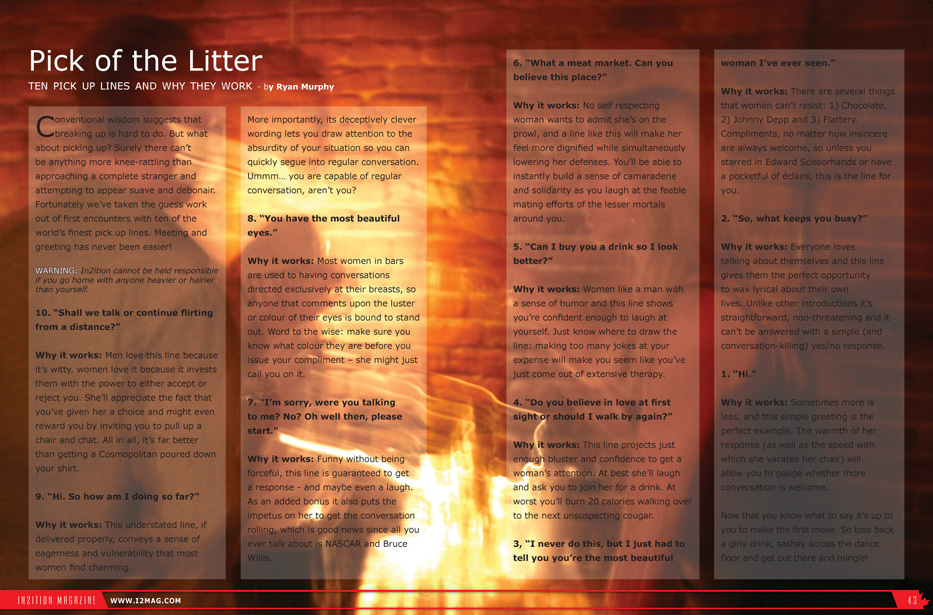 Pick of the Litter
TEN PICK UP LINES AND WHY THEY WORK - by Ryan Murphy
Conventional wisdom suggests that
breaking up is hard to do. But what
about picking up? Surely there can't
be anything more knee-rattling than
approaching a complete stranger and
attempting to appear suave and debonair.
Fortunately we've taken the guess work
out of first encounters with ten of the
world's finest pick up lines. Meeting and
greeting has never been easier!
WARNING: In2ition cannot be held responsible
if you go home with anyone heavier or hairier
than yourself.
10. "Shall we talk or continue flirting
from a distance?"
Why it works: Men love this line because
it's witty, women love it because it invests
them with the power to either accept or
reject you. She'll appreciate the fact that
you've given her a choice and might even
reward you by inviting you to pull up a
chair and chat. All in all, it's far better
than getting a Cosmopolitan poured down
your shirt.
9. "Hi. So how am I doing so far?"
Why it works: This understated line, if
delivered properly, conveys a sense of
eagerness and vulnerability that most
women find charming.
More importantly, its deceptively clever
wording lets you draw attention to the
absurdity of your situation so you can
quickly segue into regular conversation.
Ummm... you are capable of regular
conversation, aren't you?
8. "You have the most beautiful
eyes."
Why it works: Most women in bars
are used to having conversations
directed exclusively at their breasts, so
anyone that comments upon the luster
or colour of their eyes is bound to stand
out. Word to the wise: make sure you
know what colour they are before you
issue your compliment – she might just
call you on it.
7. "I'm sorry, were you talking
to me? No? Oh well then, please
start."
Why it works: Funny without being
forceful, this line is guaranteed to get
a response - and maybe even a laugh.
As an added bonus it also puts the
impetus on her to get the conversation
rolling, which is good news since all you
ever talk about is NASCAR and Bruce
Willis.
6. "What a meat market. Can you
believe this place?"
Why it works: No self respecting
woman wants to admit she's on the
prowl, and a line like this will make her
feel more dignified while simultaneously
lowering her defenses. You'll be able to
instantly build a sense of camaraderie
and solidarity as you laugh at the feeble
mating efforts of the lesser mortals
around you.
5. "Can I buy you a drink so I look
better?"
Why it works: Women like a man with
a sense of humor and this line shows
you're confident enough to laugh at
yourself. Just know where to draw the
line: making too many jokes at your
expense will make you seem like you've
just come out of extensive therapy.
4. "Do you believe in love at first
sight or should I walk by again?"
Why it works: This line projects just
enough bluster and confidence to get a
woman's attention. At best she'll laugh
and ask you to join her for a drink. At
worst you'll burn 20 calories walking over
to the next unsuspecting cougar.
3, "I never do this, but I just had to
tell you you're the most beautiful
woman I've ever seen."
Why it works: There are several things
that women can't resist: 1) Chocolate,
2) Johnny Depp and 3) Flattery.
Compliments, no matter how insincere
are always welcome, so unless you
starred in Edward Scissorhands or have
a pocketful of éclairs, this is the line for
you.
2. "So, what keeps you busy?"
Why it works: Everyone loves
talking about themselves and this line
gives them the perfect opportunity
to wax lyrical about their own
lives. Unlike other introductions it's
straightforward, non-threatening and it
can't be answered with a simple (and
conversation-killing) yes/no response.
1. "Hi."
Why it works: Sometimes more is
less, and this simple greeting is the
perfect example. The warmth of her
response (as well as the speed with
which she vacates her chair) will
allow you to gauge whether more
conversation is welcome.
Now that you know what to say it's up to
you to make the first move. So toss back
a girly drink, sashay across the dance
floor and get out there and mingle!
IN2ITION MAGAZINE WWW.I2MAG.COM
43